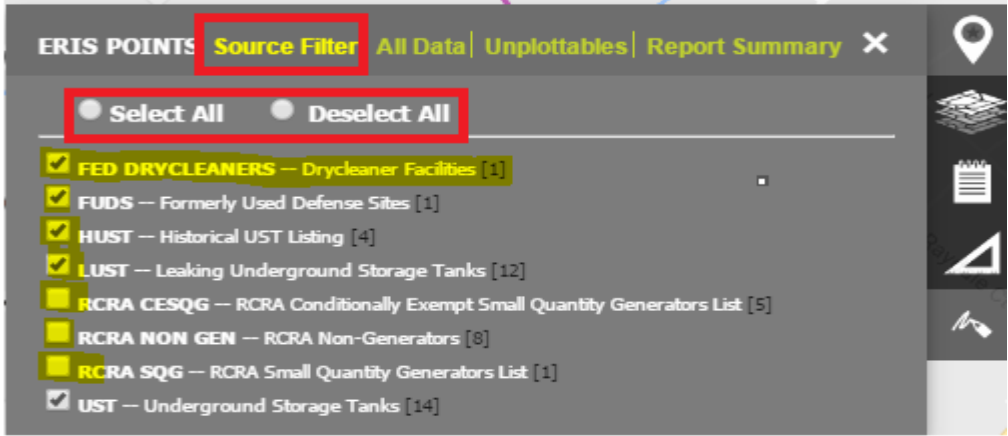 ERIS POINTS Source Filter All Data| Unplottables| Report Summary ×
Select All Deselect All
FED DRYCLEANERS -- Drycleaner Facilities [1]
FUDS -- Formerly Used Defense Sites [1]
HUST -- Historical UST Listing [4]
LUST -- Leaking Underground Storage Tanks [12]
RCRA CESQG -- RCRA Conditionally Exempt Small Quantity Generators List [5]
RCRA NON GEN -- RCRA Non-Generators [8]
RCRA SQG -- RCRA Small Quantity Generators List [1]
UST -- Underground Storage Tanks [14]